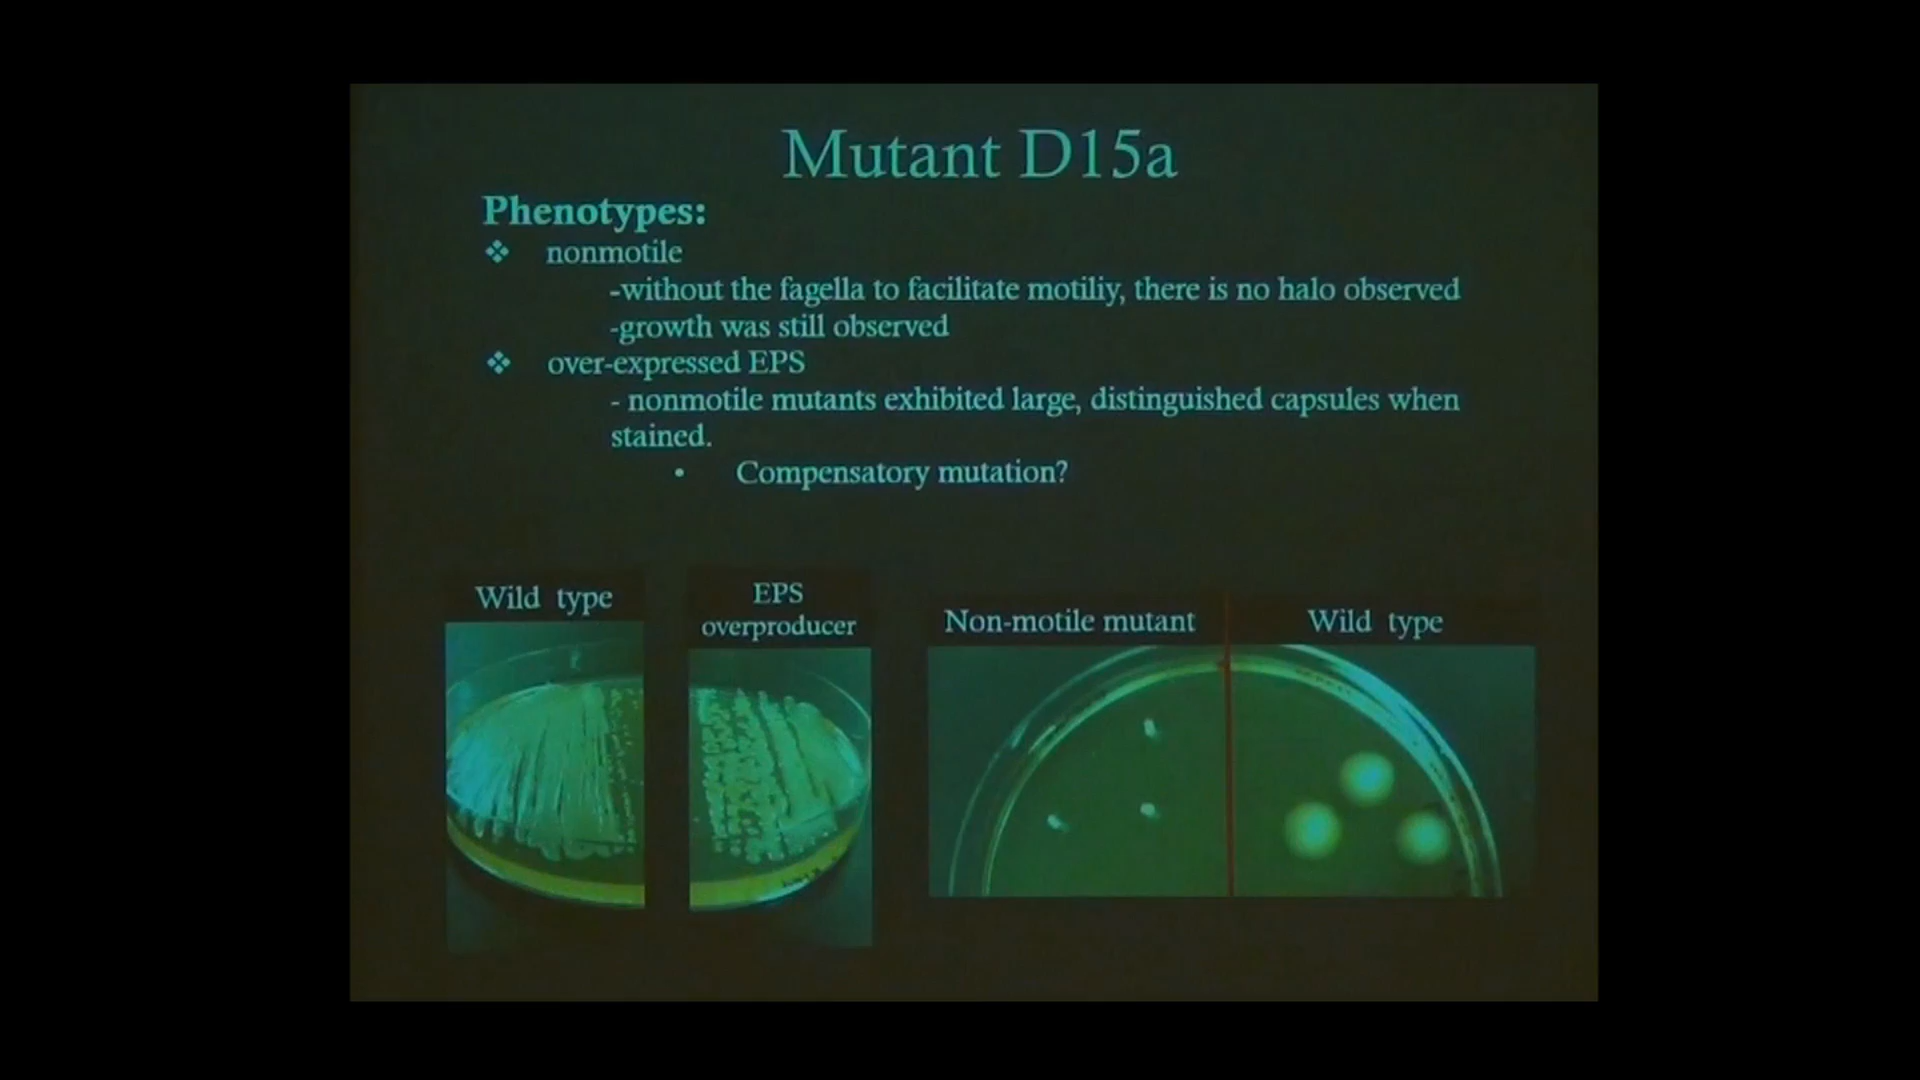 Mutant D15a
Phenotypes:
❖ nonmotile
-without the fagella to facilitate motiliy, there is no halo observed
-growth was still observed
❖ over-expressed EPS
- nonmotile mutants exhibited large, distinguished capsules when
stained.
• Compensatory mutation?
Wild type
EPS
overproducer
Non-motile mutant
Wild type